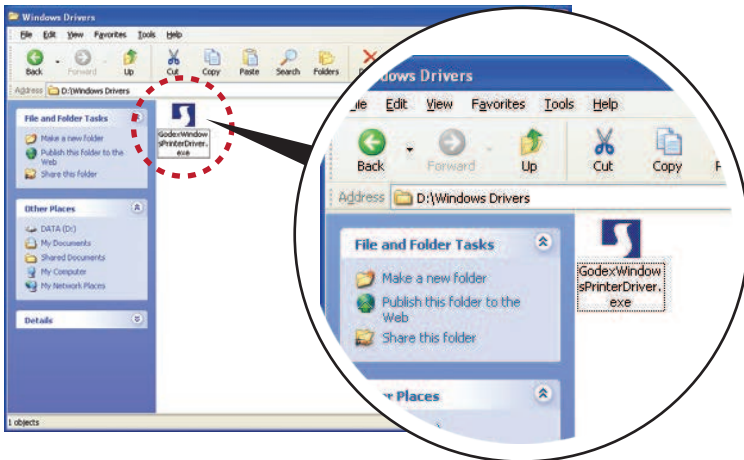 Windows Drivers
File Edit View Favorites Tools Help
Back Forward Up Cut Copy Paste Search Folders
Address D:\Windows Drivers
File and Folder Tasks
Make a new folder
Publish this folder to the
Web
Share this folder
Other Places
DATA (D:)
My Documents
Shared Documents
My Computer
My Network Places
Details
GodexWindow
sPrinterDriver.
exe
1 objects
dows Drivers
ile Edit View Favorites Tools Help
Back Forward Up Cut Copy
Address D:\Windows Drivers
File and Folder Tasks
Make a new folder
Publish this folder to the
Web
Share this folder
er Places
GodexWindow
sPrinterDriver.
exe